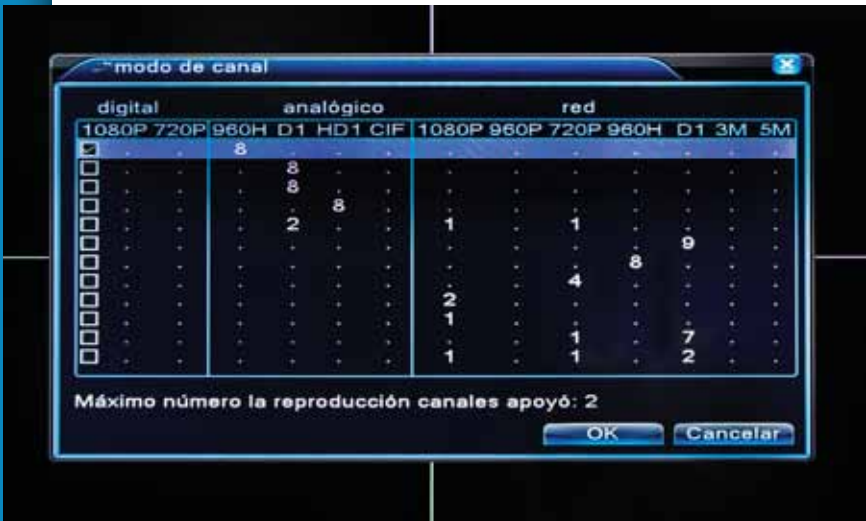 modo de canal
digital analógico red
1080P 720P 960H D1 HD1 CIF 1080P 960P 720P 960H D1 3M 5M
8
8
8
8
2 1 1
9
8
4
2
1
1 7
1 1 2
Máximo número la reproducción canales apoyó: 2
OK Cancelar